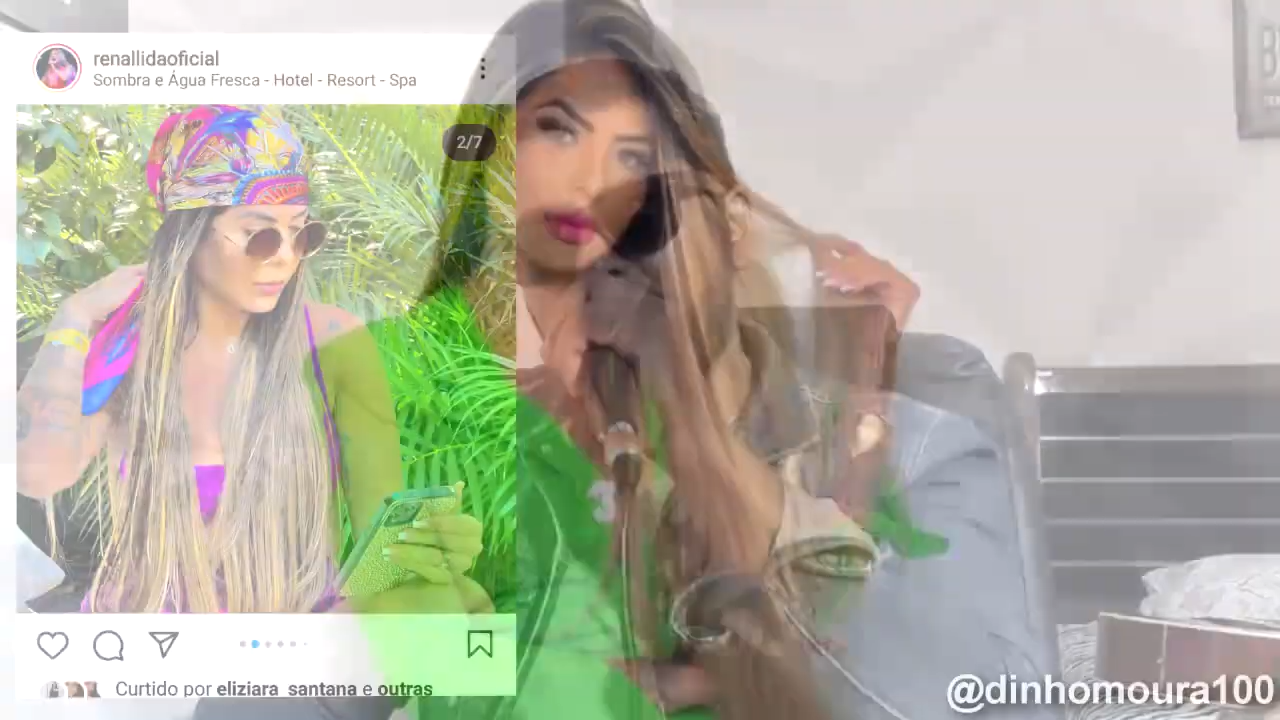 renallidaoficial
Sombra e Água Fresca - Hotel - Resort - Spa
2/7
B
Curtido por eliziara_santana e outras
@dinhomoura100